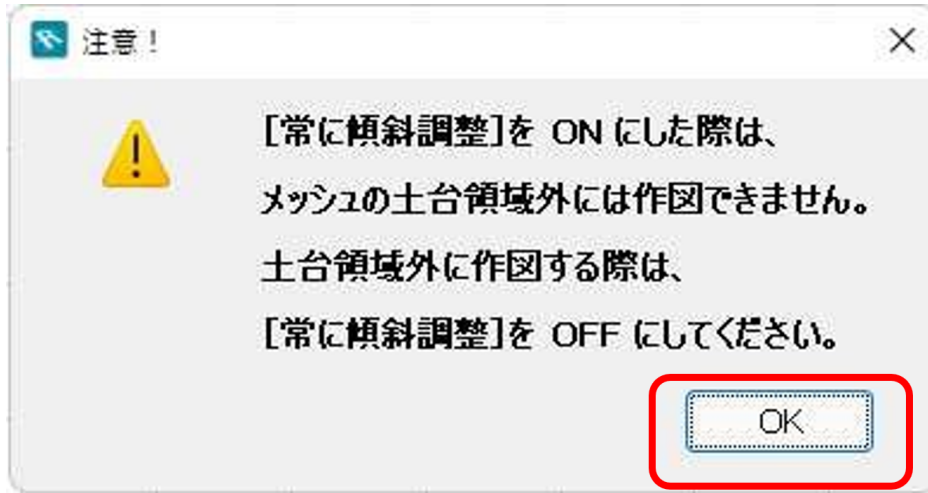 注意！
[常に傾斜調整]を ON にした際は、
メッシュの土台領域外には作図できません。
土台領域外に作図する際は、
[常に傾斜調整]を OFF にしてください。
OK